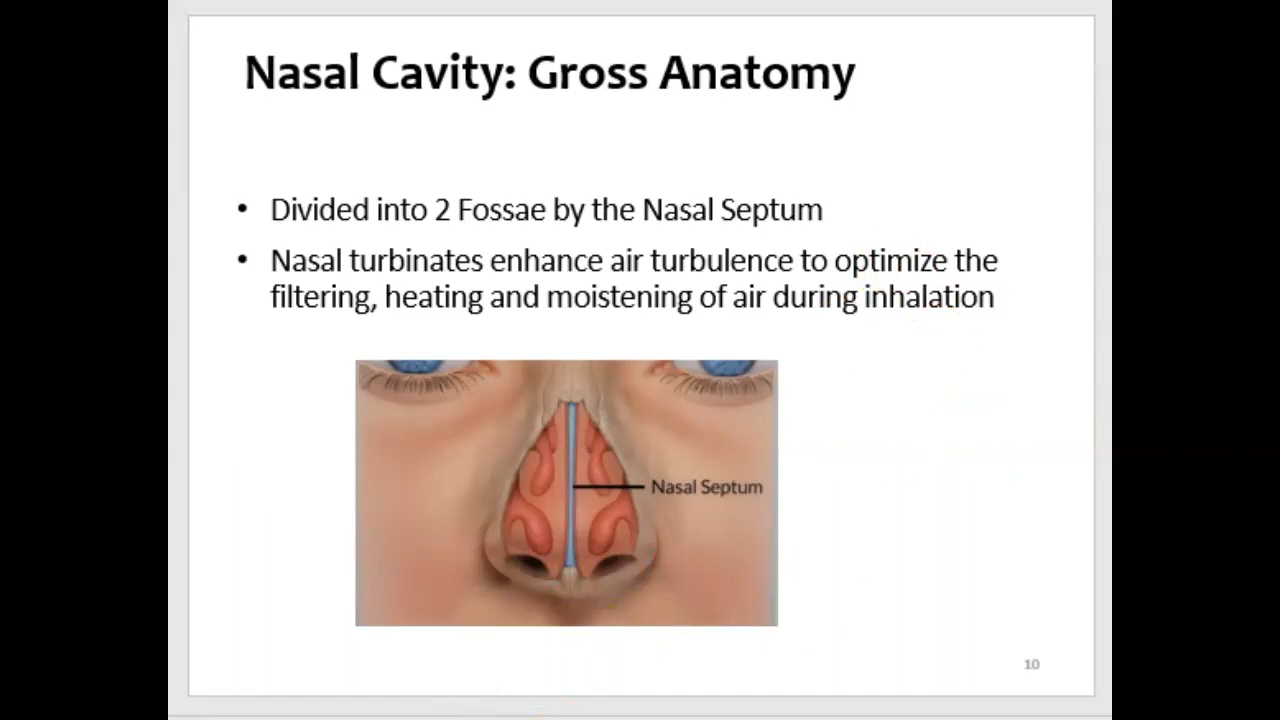 Nasal Cavity: Gross Anatomy
• Divided into 2 Fossae by the Nasal Septum
• Nasal turbinates enhance air turbulence to optimize the
filtering, heating and moistening of air during inhalation
Nasal Septum
10